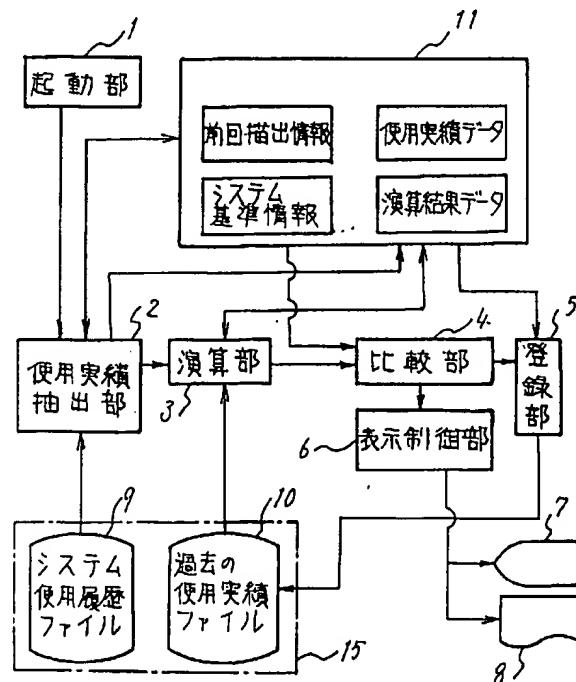 1
起動部
11
前回描出情報
使用実績データ
システム
基準情報
...
演算結果データ
2
使用実績
抽出部
演算部
3
4
比較部
5
登録部
6
表示制御部
7
8
9
システム
使用履歴
ファイル
10
過去の
使用実績
ファイル
15